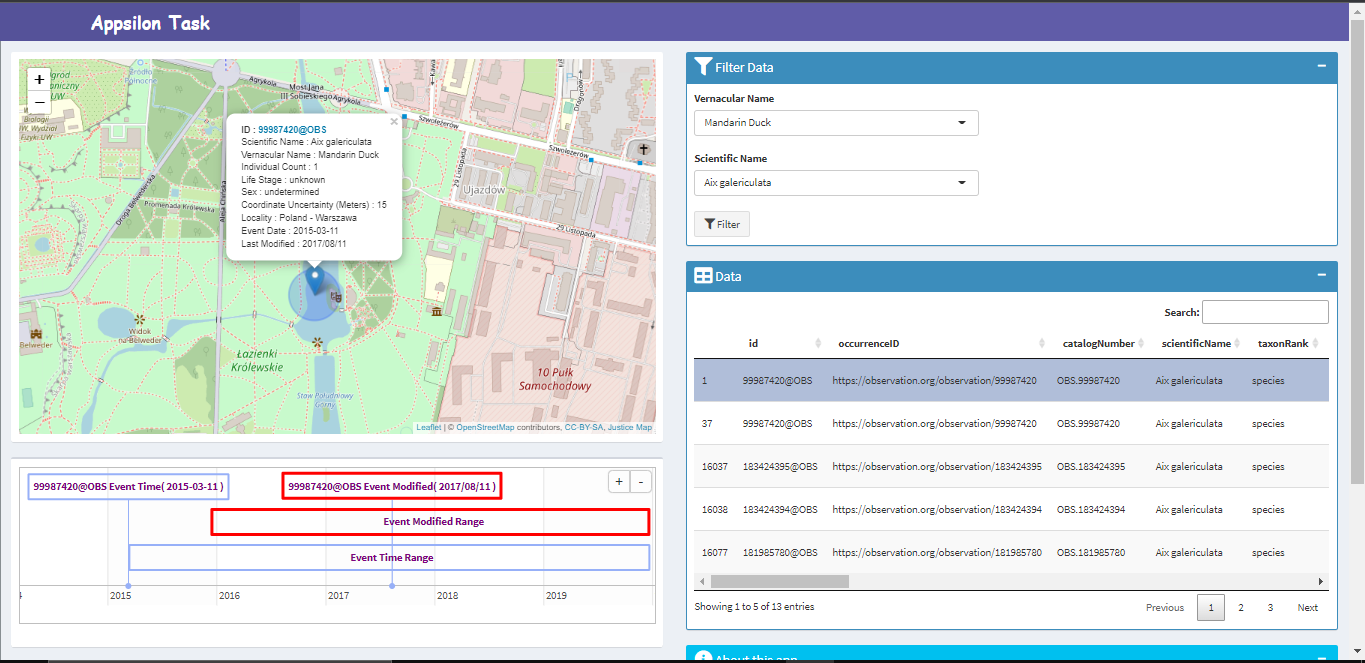 Appsilon Task
+
−
Agrykola
Most Jana
III Sobieskiego
Agrykola
Szwoleżerów
Szwoleżerów
29 Listopada
29 Listopada
Ujazdów
Droga Belwederska
Promenada Królewska
Aleja Chińska
Widok
na Belweder
Belweder
Łazienki
Królewskie
Staw Południowy
Górny
10 Pułk
Samochodowy
×
ID : 99987420@OBS
Scientific Name : Aix galericulata
Vernacular Name : Mandarin Duck
Individual Count : 1
Life Stage : unknown
Sex : undetermined
Coordinate Uncertainty (Meters) : 15
Locality : Poland - Warszawa
Event Date : 2015-03-11
Last Modified : 2017/08/11
Leaflet | © OpenStreetMap contributors, CC-BY-SA, Justice Map
99987420@OBS Event Time( 2015-03-11 )
99987420@OBS Event Modified( 2017/08/11 )
+ -
Event Modified Range
Event Time Range
2015 2016 2017 2018 2019
Filter Data
−
Vernacular Name
Mandarin Duck
Scientific Name
Aix galericulata
Filter
Data
−
Search:
id occurrenceID catalogNumber scientificName taxonRank
1 99987420@OBS https://observation.org/observation/99987420 OBS.99987420 Aix galericulata species
37 99987420@OBS https://observation.org/observation/99987420 OBS.99987420 Aix galericulata species
16037 183424395@OBS https://observation.org/observation/183424395 OBS.183424395 Aix galericulata species
16038 183424394@OBS https://observation.org/observation/183424394 OBS.183424394 Aix galericulata species
16077 181985780@OBS https://observation.org/observation/181985780 OBS.181985780 Aix galericulata species
Showing 1 to 5 of 13 entries
Previous 1 2 3 Next
About this app